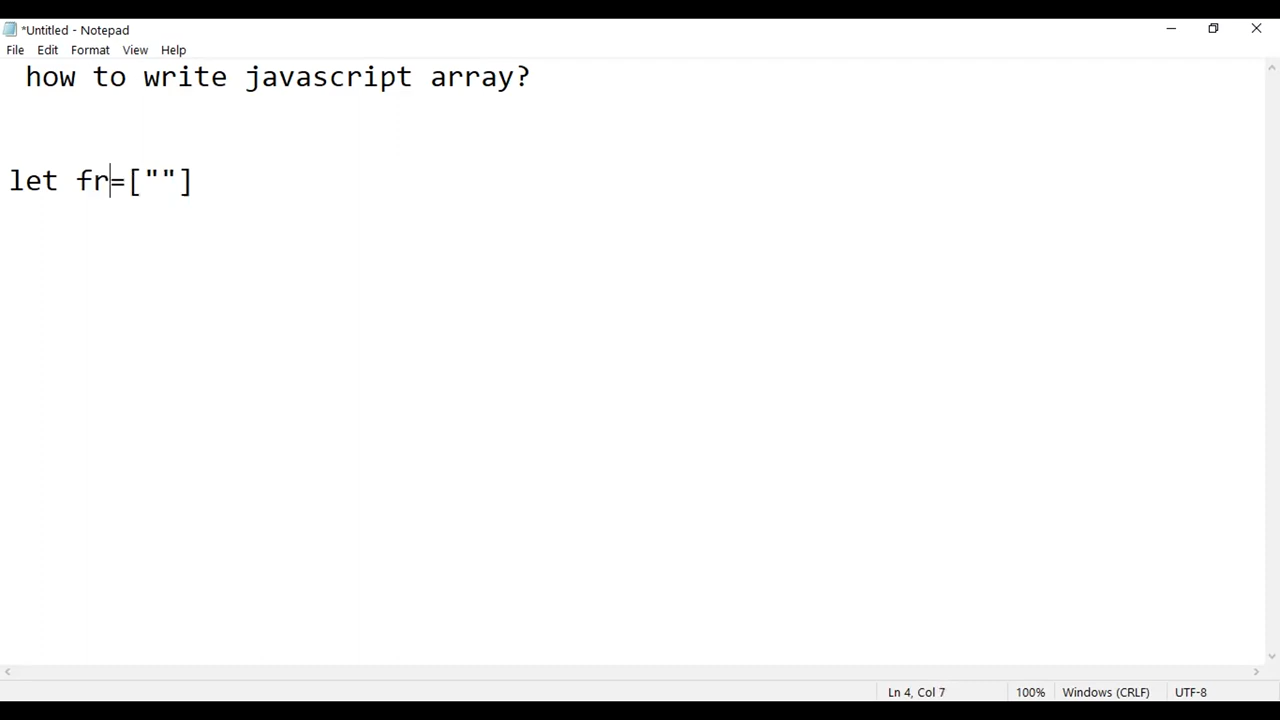 *Untitled - Notepad
File Edit Format View Help
how to write javascript array?
let fr=[""]
Ln 4, Col 7 100% Windows (CRLF) UTF-8